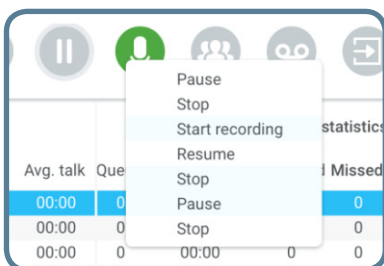 Pause
Stop
Start recording
statistics
Resume
Avg. talk Que Missed
Stop
00:00 0 Pause 0
00:00 0 Stop 0
00:00 0 00:00 0 0